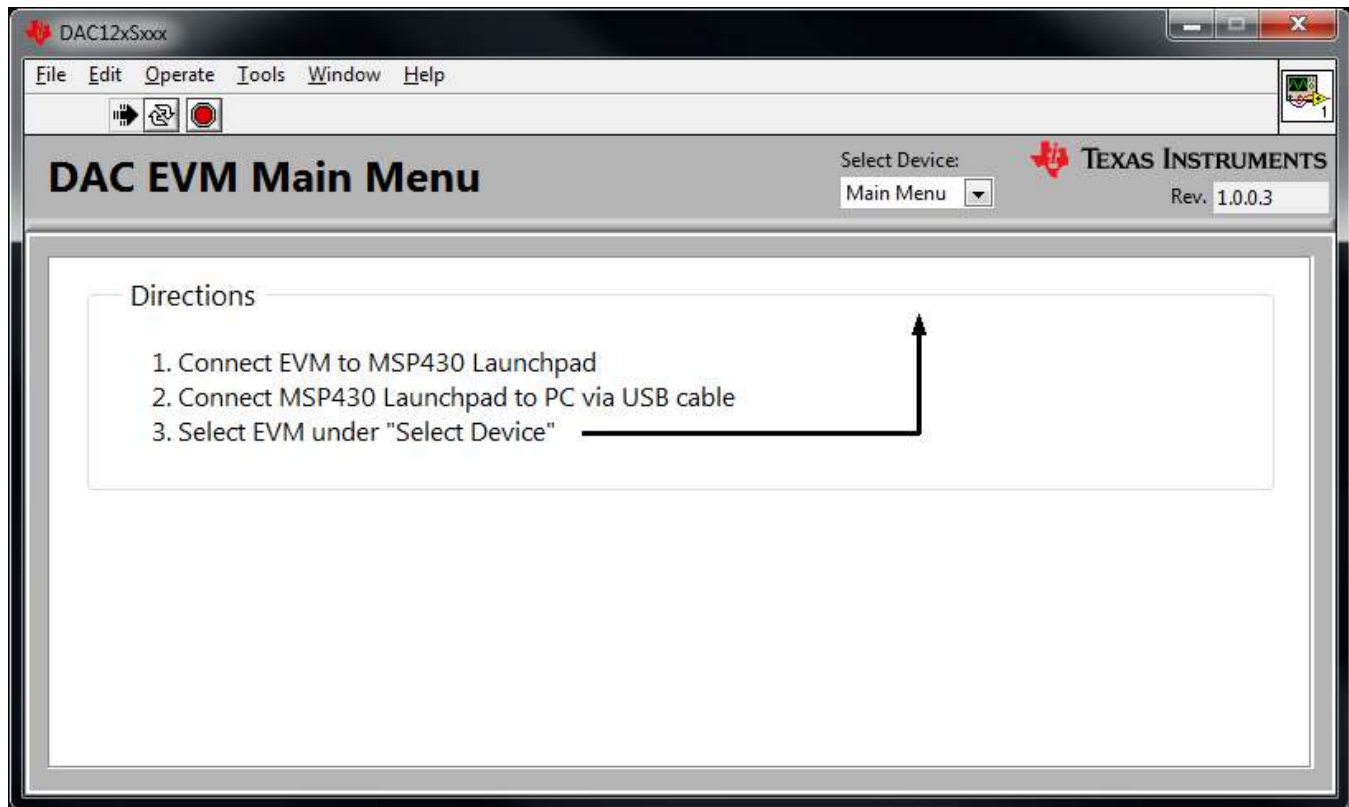 DAC12xSxxx
File Edit Operate Tools Window Help
1
DAC EVM Main Menu
Select Device:
Main Menu
TEXAS INSTRUMENTS
Rev. 1.0.0.3
Directions
1. Connect EVM to MSP430 Launchpad
2. Connect MSP430 Launchpad to PC via USB cable
3. Select EVM under "Select Device"